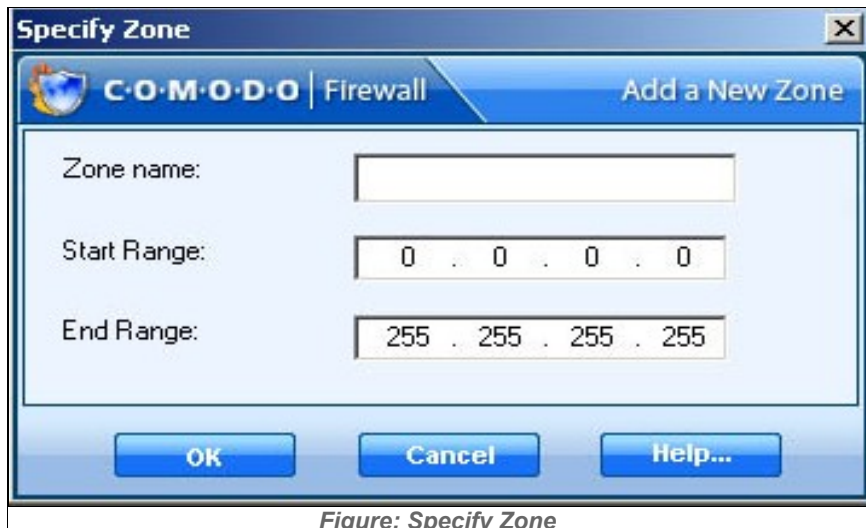 Specify Zone
C·O·M·O·D·O | Firewall
Add a New Zone
Zone name:
Start Range: 0 . 0 . 0 . 0
End Range: 255 . 255 . 255 . 255
OK Cancel Help...
Figure: Specify Zone